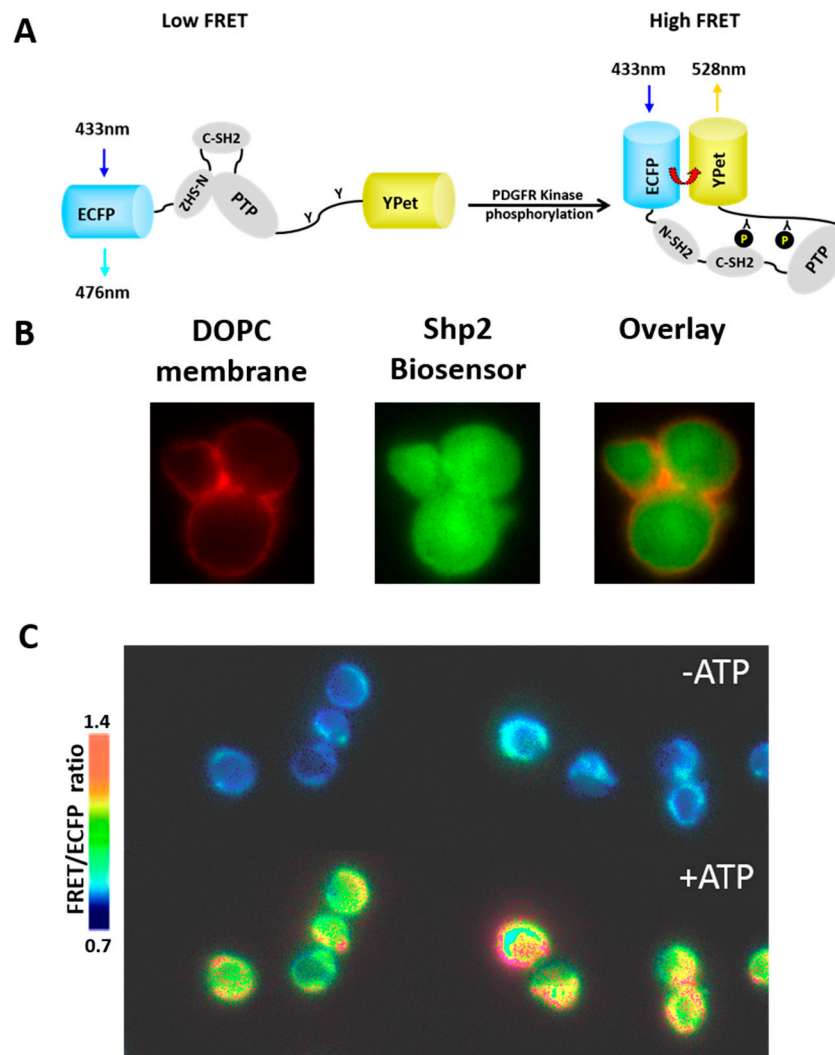 A
Low FRET
High FRET
433nm
C-SH2
N-SH2
PTP
Y
Y
ECFP
YPet
476nm
PDGFR Kinase
phosphorylation
433nm
528nm
ECFP
YPet
N-SH2
C-SH2
P
P
PTP
B
DOPC
membrane
Shp2
Biosensor
Overlay
C
-ATP
+ATP
1.4
FRET/ECFP ratio
0.7